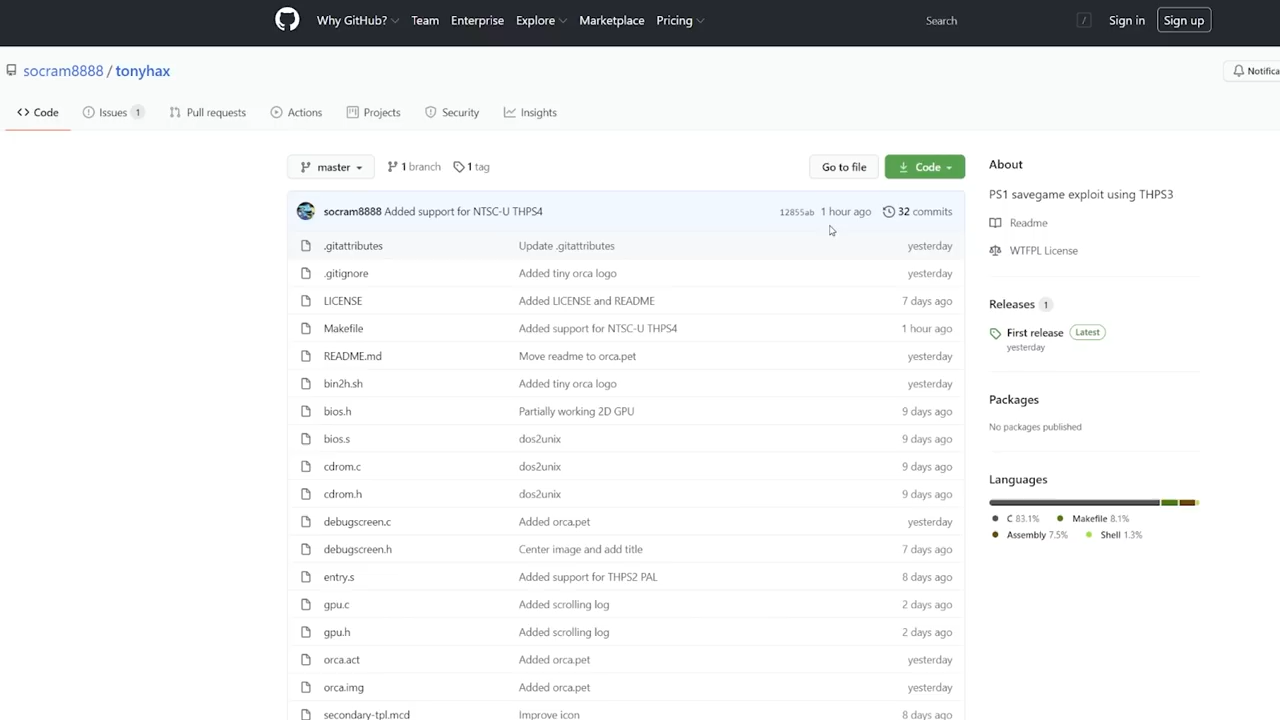 Why GitHub? Team Enterprise Explore Marketplace Pricing Search / Sign in Sign up
socram8888 / tonyhax Notifica
<> Code Issues 1 Pull requests Actions Projects Security Insights
master 1 branch 1 tag Go to file Code
socram8888 Added support for NTSC-U THPS4 12855ab 1 hour ago 32 commits
.gitattributes Update .gitattributes yesterday
.gitignore Added tiny orca logo yesterday
LICENSE Added LICENSE and README 7 days ago
Makefile Added support for NTSC-U THPS4 1 hour ago
README.md Move readme to orca.pet yesterday
bin2h.sh Added tiny orca logo yesterday
bios.h Partially working 2D GPU 9 days ago
bios.s dos2unix 9 days ago
cdrom.c dos2unix 9 days ago
cdrom.h dos2unix 9 days ago
debugscreen.c Added orca.pet yesterday
debugscreen.h Center image and add title 7 days ago
entry.s Added support for THPS2 PAL 8 days ago
gpu.c Added scrolling log 2 days ago
gpu.h Added scrolling log 2 days ago
orca.act Added orca.pet yesterday
orca.img Added orca.pet yesterday
secondary-tpl.mcd Improve icon 8 days ago
About
PS1 savegame exploit using THPS3
Readme
WTFPL License
Releases 1
First release Latest
yesterday
Packages
No packages published
Languages
C 83.1% Makefile 8.1%
Assembly 7.5% Shell 1.3%